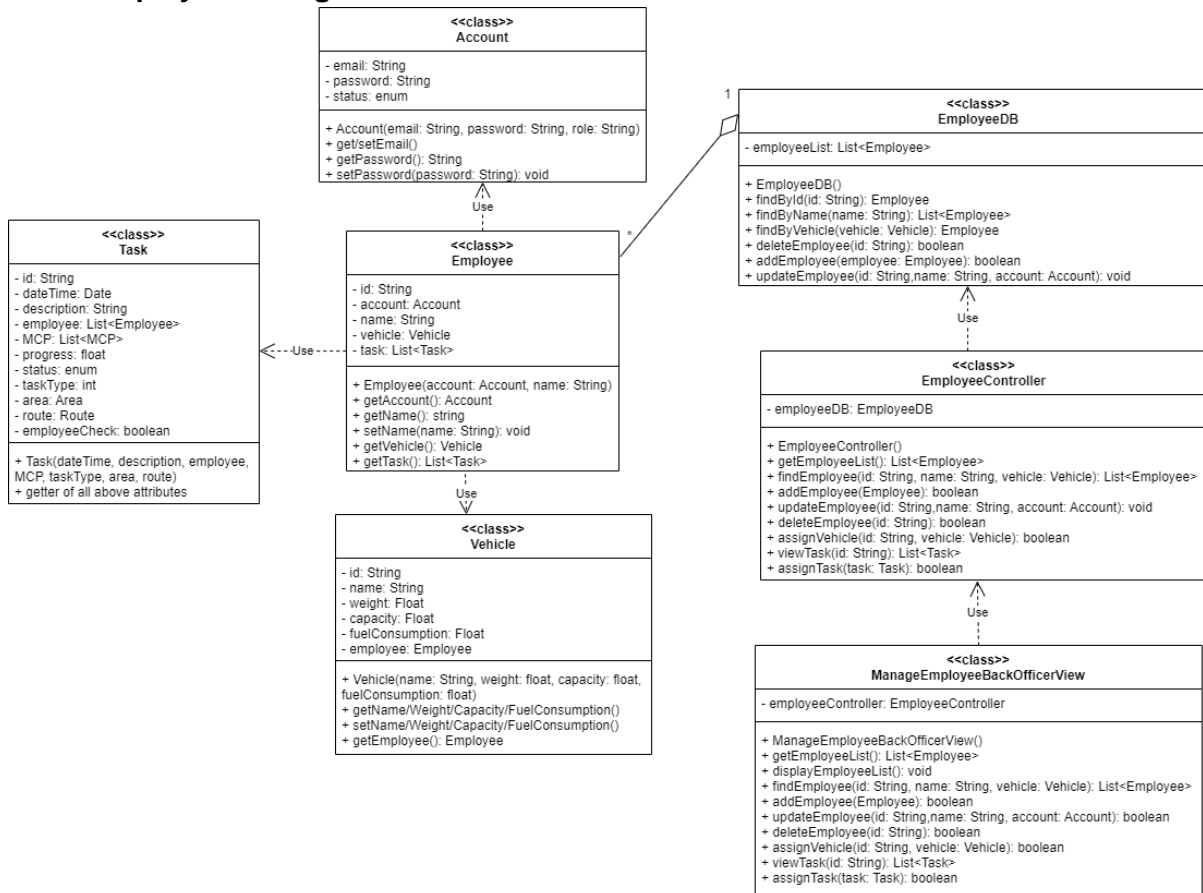 <<class>>
Account
- email: String
- password: String
- status: enum
+ Account(email: String, password: String, role: String)
+ get/setEmail()
+ getPassword(): String
+ setPassword(password: String): void
Use
<<class>>
Task
- id: String
- dateTime: Date
- description: String
- employee: List<Employee>
- MCP: List<MCP>
- progress: float
- status: enum
- taskType: int
- area: Area
- route: Route
- employeeCheck: boolean
+ Task(dateTime, description, employee,
MCP, taskType, area, route)
+ getter of all above attributes
Use
<<class>>
Employee
- id: String
- account: Account
- name: String
- vehicle: Vehicle
- task: List<Task>
+ Employee(account: Account, name: String)
+ getAccount(): Account
+ getName(): string
+ setName(name: String): void
+ getVehicle(): Vehicle
+ getTask(): List<Task>
Use
<<class>>
Vehicle
- id: String
- name: String
- weight: Float
- capacity: Float
- fuelConsumption: Float
- employee: Employee
+ Vehicle(name: String, weight: float, capacity: float,
fuelConsumption: float)
+ getName/Weight/Capacity/FuelConsumption()
+ setName/Weight/Capacity/FuelConsumption()
+ getEmployee(): Employee
1
*
<<class>>
EmployeeDB
- employeeList: List<Employee>
+ EmployeeDB()
+ findById(id: String): Employee
+ findByName(name: String): List<Employee>
+ findByVehicle(vehicle: Vehicle): Employee
+ deleteEmployee(id: String): boolean
+ addEmployee(employee: Employee): boolean
+ updateEmployee(id: String,name: String, account: Account): void
Use
<<class>>
EmployeeController
- employeeDB: EmployeeDB
+ EmployeeController()
+ getEmployeeList(): List<Employee>
+ findEmployee(id: String, name: String, vehicle: Vehicle): List<Employee>
+ addEmployee(Employee): boolean
+ updateEmployee(id: String,name: String, account: Account): void
+ deleteEmployee(id: String): boolean
+ assignVehicle(id: String, vehicle: Vehicle): boolean
+ viewTask(id: String): List<Task>
+ assignTask(task: Task): boolean
Use
<<class>>
ManageEmployeeBackOfficerView
- employeeController: EmployeeController
+ ManageEmployeeBackOfficerView()
+ getEmployeeList(): List<Employee>
+ displayEmployeeList(): void
+ findEmployee(id: String, name: String, vehicle: Vehicle): List<Employee>
+ addEmployee(Employee): boolean
+ updateEmployee(id: String,name: String, account: Account): boolean
+ deleteEmployee(id: String): boolean
+ assignVehicle(id: String, vehicle: Vehicle): boolean
+ viewTask(id: String): List<Task>
+ assignTask(task: Task): boolean